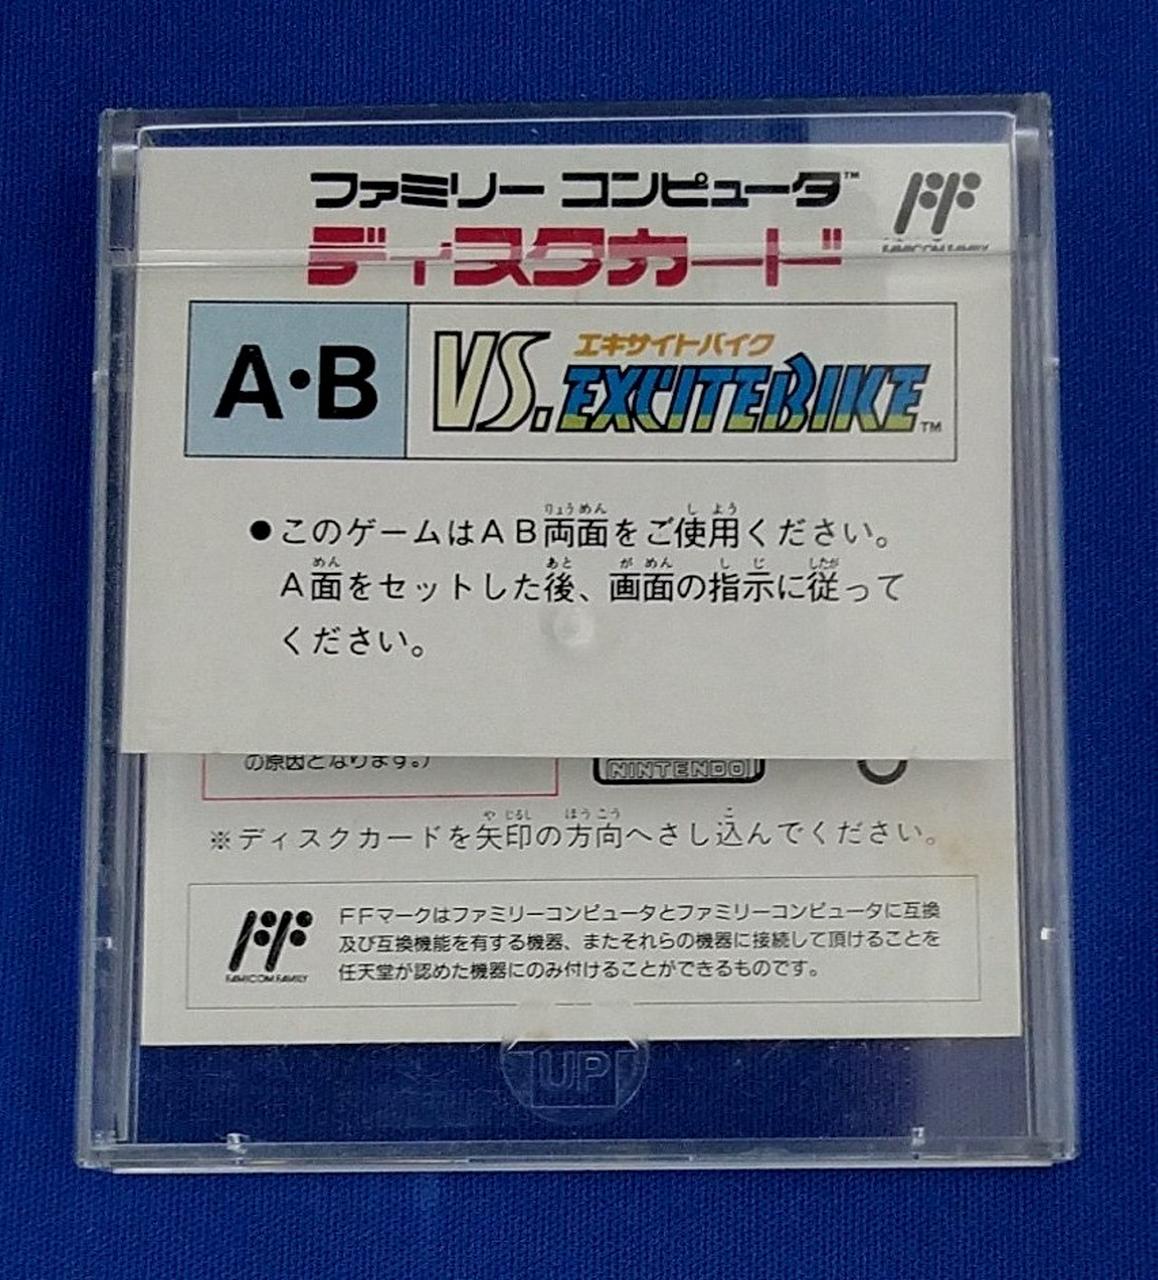 ファミリー コンピュータ™
ディスクカード
FAMICOM FAMILY
A・B
エキサイトバイク
VS. EXCITEBIKE™
●このゲームはAB両面をご使用ください。
A面をセットした後、画面の指示に従って
ください。
の原因となります。)
NINTENDO
※ディスクカードを矢印の方向へさし込んでください。
FFマークはファミリーコンピュータとファミリーコンピュータに互換
及び互換機能を有する機器、またそれらの機器に接続して頂けることを
任天堂が認めた機器にのみ付けることができるものです。
FAMICOM FAMILY
UP